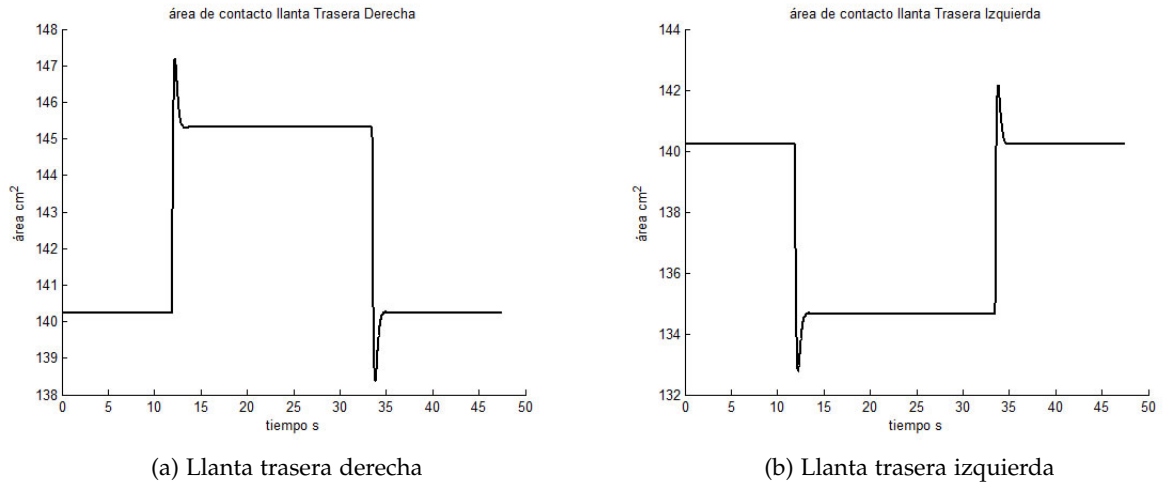 área de contacto llanta Trasera Derecha
148
147
146
145
144
143
142
141
140
139
138
área cm²
0 5 10 15 20 25 30 35 40 45 50
tiempo s
(a) Llanta trasera derecha
área de contacto llanta Trasera Izquierda
144
142
140
138
136
134
132
área cm²
0 5 10 15 20 25 30 35 40 45 50
tiempo s
(b) Llanta trasera izquierda